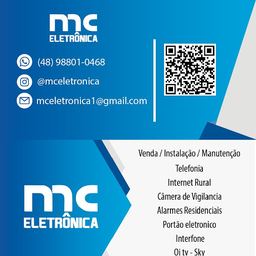 mc
ELETRÔNICA
(48) 98801-0468
@mceletronica
mceletronica1@gmail.com
mc
ELETRÔNICA
Venda / Instalação / Manutenção
Telefonia
Internet Rural
Câmera de Vigilancia
Alarmes Residenciais
Portão eletronico
Interfone
Oi tv - Sky